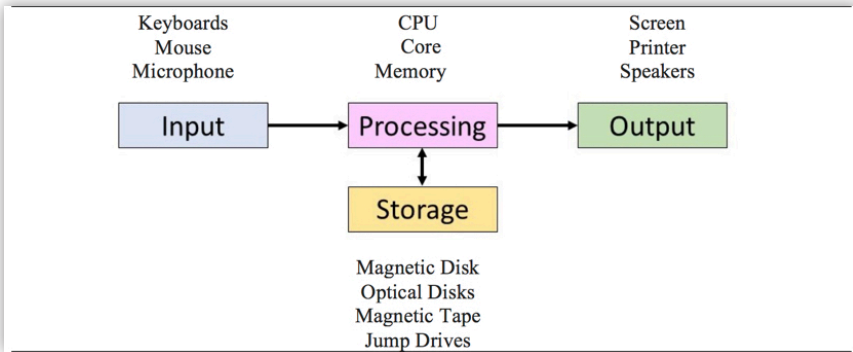 Keyboards
Mouse
Microphone
CPU
Core
Memory
Screen
Printer
Speakers
Input
Processing
Output
Storage
Magnetic Disk
Optical Disks
Magnetic Tape
Jump Drives